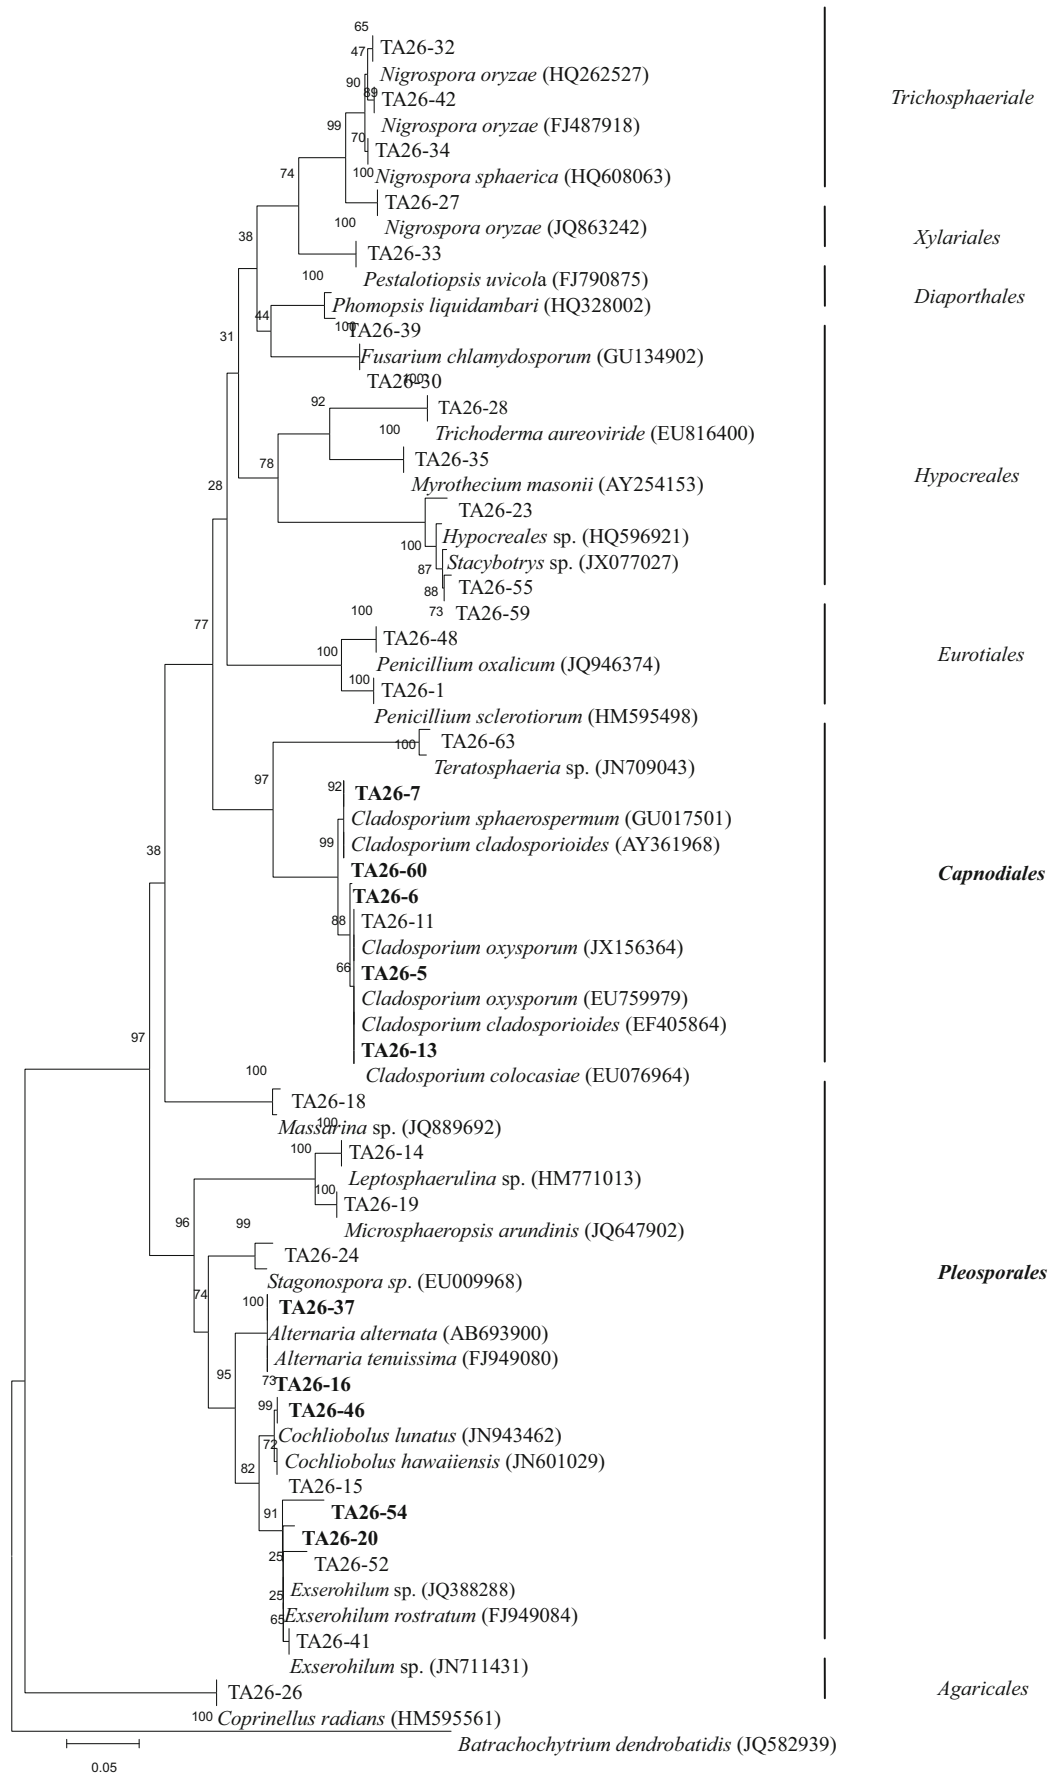 65
TA26-32
47
Nigrospora oryzae (HQ262527)
90
89
TA26-42
Trichosphaeriale
99
Nigrospora oryzae (FJ487918)
70
TA26-34
74
100
Nigrospora sphaerica (HQ608063)
TA26-27
100
Nigrospora oryzae (JQ863242)
38
Xylariales
TA26-33
100
Pestalotiopsis uvicola (FJ790875)
Diaporthales
Phomopsis liquidambari (HQ328002)
44
100
TA26-39
31
Fusarium chlamydosporum (GU134902)
100
TA26-30
92
TA26-28
100
Trichoderma aureoviride (EU816400)
78
TA26-35
Hypocreales
28
Myrothecium masonii (AY254153)
TA26-23
Hypocreales sp. (HQ596921)
100
Stacybotrys sp. (JX077027)
87
88
TA26-55
100
73
TA26-59
77
TA26-48
100
Eurotiales
Penicillium oxalicum (JQ946374)
100
TA26-1
Penicillium sclerotiorum (HM595498)
100
TA26-63
Teratosphaeria sp. (JN709043)
97
92
TA26-7
Cladosporium sphaerospermum (GU017501)
99
Cladosporium cladosporioides (AY361968)
38
TA26-60
Capnodiales
TA26-6
88
TA26-11
Cladosporium oxysporum (JX156364)
66
TA26-5
Cladosporium oxysporum (EU759979)
Cladosporium cladosporioides (EF405864)
97
TA26-13
100
Cladosporium colocasiae (EU076964)
TA26-18
100
Massarina sp. (JQ889692)
100
TA26-14
Leptosphaerulina sp. (HM771013)
100
TA26-19
96
99
Microsphaeropsis arundinis (JQ647902)
TA26-24
Pleosporales
Stagonospora sp. (EU009968)
74
100
TA26-37
Alternaria alternata (AB693900)
Alternaria tenuissima (FJ949080)
95
73
TA26-16
99
TA26-46
Cochliobolus lunatus (JN943462)
72
Cochliobolus hawaiiensis (JN601029)
82
TA26-15
91
TA26-54
TA26-20
25
TA26-52
25
Exserohilum sp. (JQ388288)
65
Exserohilum rostratum (FJ949084)
TA26-41
Exserohilum sp. (JN711431)
TA26-26
Agaricales
100
Coprinellus radians (HM595561)
Batrachochytrium dendrobatidis (JQ582939)
0.05